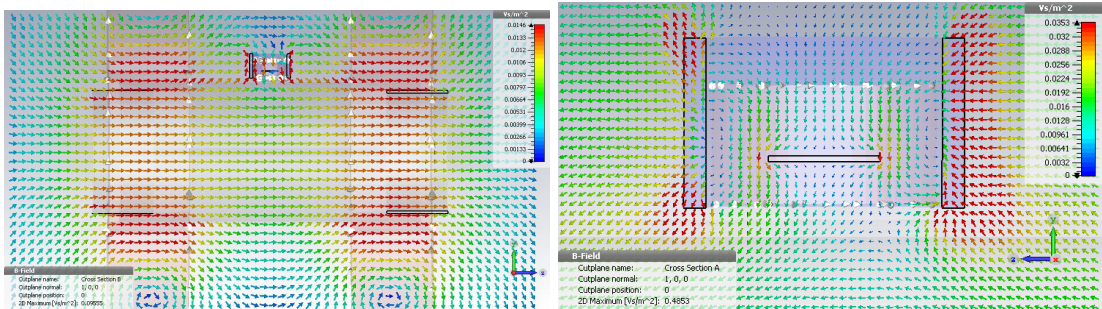 Vs/m^2
0.0146
0.013
0.012
0.0106
0.00930
0.00797
0.00664
0.00531
0.00399
0.00266
0.00133
0
B-Field
Cutplane name: Cross Section B
Cutplane normal: 1, 0, 0
Cutplane position: 0
2D Maximum [Vs/m^2]: 0.09555
z
Vs/m^2
0.0353
0.032
0.0288
0.0256
0.0224
0.0192
0.016
0.0128
0.00961
0.00641
0.0032
0
y
z
x
B-Field
Cutplane name: Cross Section A
Cutplane normal: 1, 0, 0
Cutplane position: 0
2D Maximum [Vs/m^2]: 0.4853